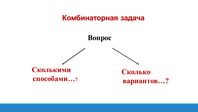 Комбинаторная задача
Вопрос
Сколькими
способами…?
Сколько
вариантов…?